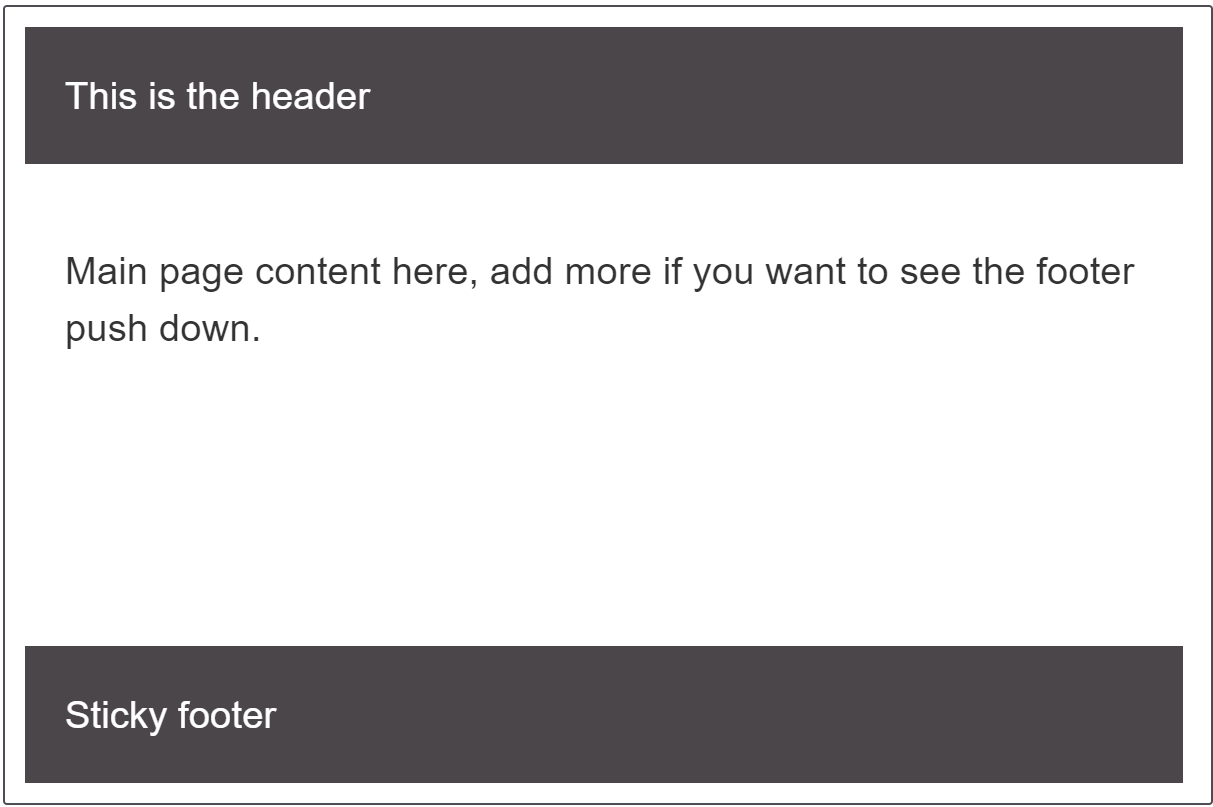 This is the header
Main page content here, add more if you want to see the footer
push down.
Sticky footer